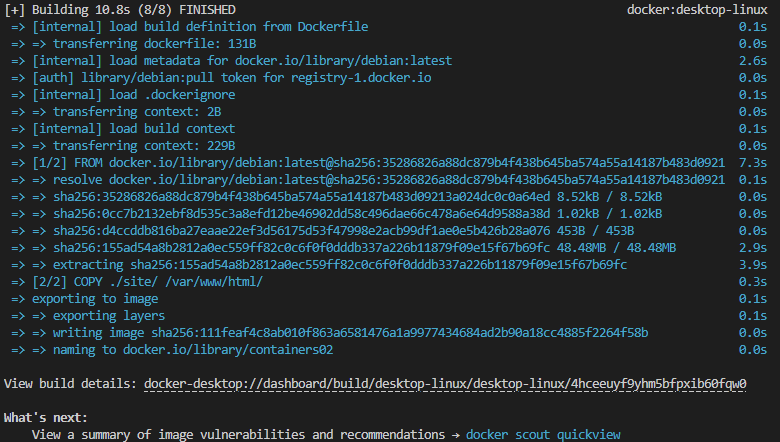 [+] Building 10.8s (8/8) FINISHED docker:desktop-linux
=> [internal] load build definition from Dockerfile 0.1s
=> => transferring dockerfile: 131B 0.0s
=> [internal] load metadata for docker.io/library/debian:latest 2.6s
=> [auth] library/debian:pull token for registry-1.docker.io 0.0s
=> [internal] load .dockerignore 0.1s
=> => transferring context: 2B 0.0s
=> [internal] load build context 0.1s
=> => transferring context: 229B 0.0s
=> [1/2] FROM docker.io/library/debian:latest@sha256:35286826a88dc879b4f438b645ba574a55a14187b483d0921 7.3s
=> => resolve docker.io/library/debian:latest@sha256:35286826a88dc879b4f438b645ba574a55a14187b483d0921 0.1s
=> => sha256:35286826a88dc879b4f438b645ba574a55a14187b483d09213a024dc0c0a64ed 8.52kB / 8.52kB 0.0s
=> => sha256:0cc7b2132ebf8d535c3a8efd12be46902dd58c496dae66c478a6e64d9588a38d 1.02kB / 1.02kB 0.0s
=> => sha256:d4ccddb816ba27eaae22ef3d56175d53f47998e2acb99df1ae0e5b426b28a076 453B / 453B 0.0s
=> => sha256:155ad54a8b2812a0ec559ff82c0c6f0f0dddb337a226b11879f09e15f67b69fc 48.48MB / 48.48MB 2.9s
=> => extracting sha256:155ad54a8b2812a0ec559ff82c0c6f0f0dddb337a226b11879f09e15f67b69fc 3.9s
=> [2/2] COPY ./site/ /var/www/html/ 0.3s
=> exporting to image 0.1s
=> => exporting layers 0.1s
=> => writing image sha256:111feaf4c8ab010f863a6581476a1a9977434684ad2b90a18cc4885f2264f58b 0.0s
=> => naming to docker.io/library/containers02 0.0s
View build details: docker-desktop://dashboard/build/desktop-linux/desktop-linux/4hceeuyf9yhm5bfpxib60fqw0
What's next:
View a summary of image vulnerabilities and recommendations → docker scout quickview